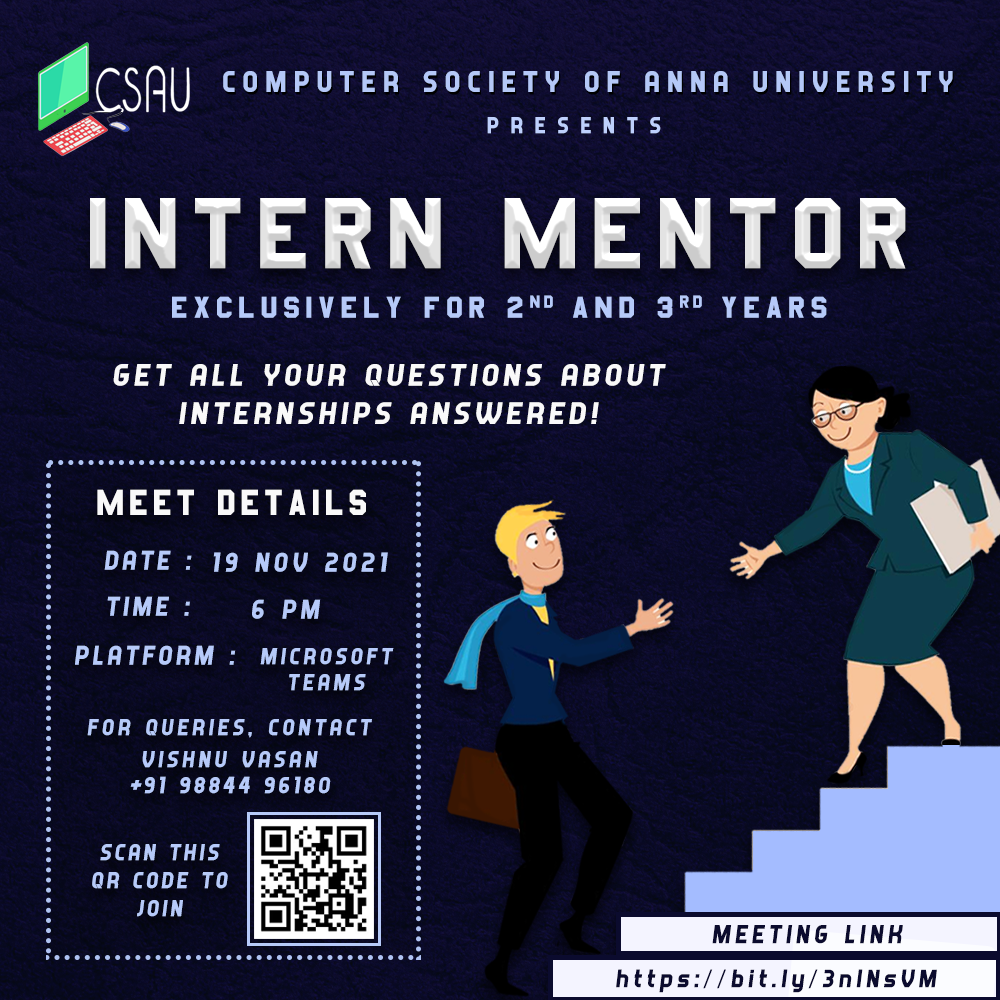 CSAU
COMPUTER SOCIETY OF ANNA UNIVERSITY
PRESENTS
INTERN MENTOR
EXCLUSIVELY FOR 2ND AND 3RD YEARS
GET ALL YOUR QUESTIONS ABOUT
INTERNSHIPS ANSWERED!
MEET DETAILS
DATE : 19 NOV 2021
TIME : 6 PM
PLATFORM : MICROSOFT
TEAMS
FOR QUERIES, CONTACT
VISHNU VASAN
+91 98844 96180
SCAN THIS
QR CODE TO
JOIN
MEETING LINK
https://bit.ly/3nINsVM